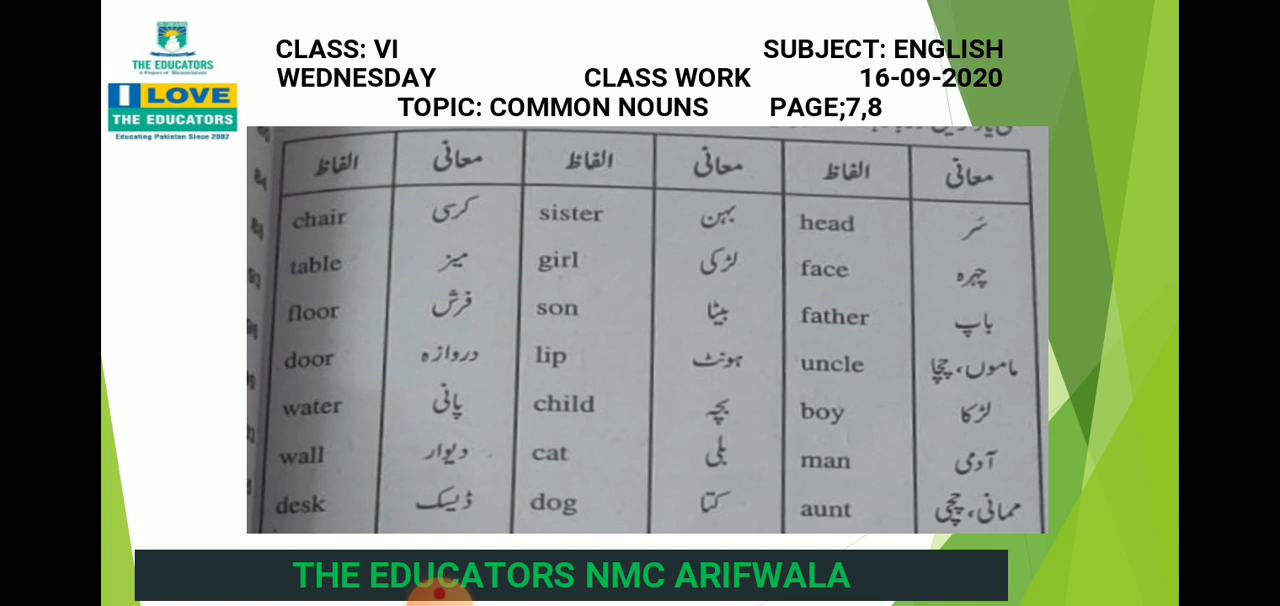 THE EDUCATORS
A Project of Beaconhouse
I LOVE
THE EDUCATORS
Educating Pakistan Since 2002
CLASS: VI SUBJECT: ENGLISH
WEDNESDAY CLASS WORK 16-09-2020
TOPIC: COMMON NOUNS PAGE;7,8
الفاظ معانی الفاظ معانی الفاظ معانی
chair کرسی sister بہن head سَر
table میز girl لڑکی face چہرہ
floor فرش son بیٹا father باپ
door دروازہ lip ہونٹ uncle ماموں، چچا
water پانی child بچہ boy لڑکا
wall دیوار cat بلی man آدمی
desk ڈیسک dog کتا aunt ممانی، چچی
THE EDUCATORS NMC ARIFWALA